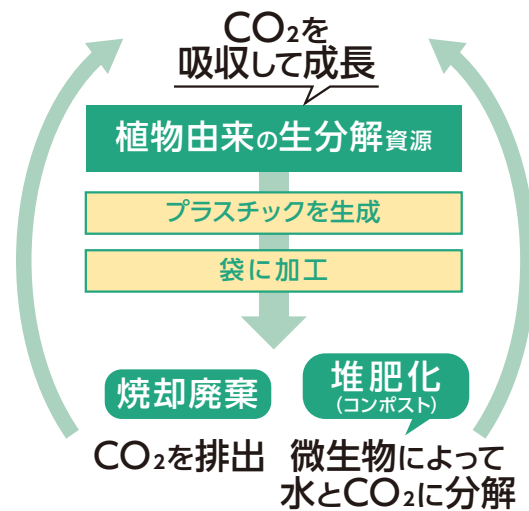 CO₂を
吸収して成長
植物由来の生分解資源
プラスチックを生成
袋に加工
焼却廃棄
CO₂を排出
堆肥化
(コンポスト)
微生物によって
水とCO₂に分解